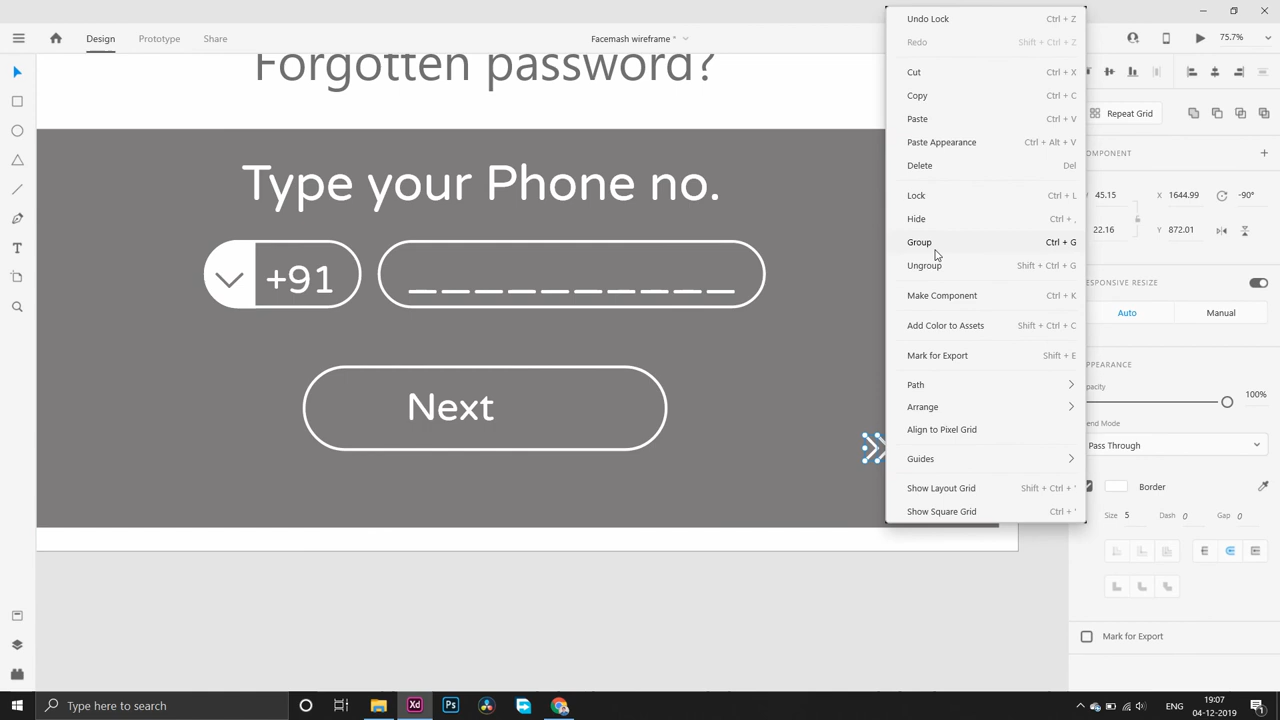 Design Prototype Share Facemash wireframe * 75.7%
Forgotten password?
Type your Phone no.
+91
Next
Undo Lock Ctrl + Z
Redo Shift + Ctrl + Z
Cut Ctrl + X
Copy Ctrl + C
Paste Ctrl + V
Paste Appearance Ctrl + Alt + V
Delete Del
Lock Ctrl + L
Hide Ctrl + ,
Group Ctrl + G
Ungroup Shift + Ctrl + G
Make Component Ctrl + K
Add Color to Assets Shift + Ctrl + C
Mark for Export Shift + E
Path
Arrange
Align to Pixel Grid
Guides
Show Layout Grid Shift + Ctrl + '
Show Square Grid Ctrl + '
Repeat Grid
OMPONENT
45.15 X 1644.99 -90°
22.16 Y 872.01
ESPONSIVE RESIZE
Auto Manual
PPEARANCE
pacity
100%
end Mode
Pass Through
Border
Size 5 Dash 0 Gap 0
Mark for Export
Type here to search
Xd Ps
19:07
04-12-2019